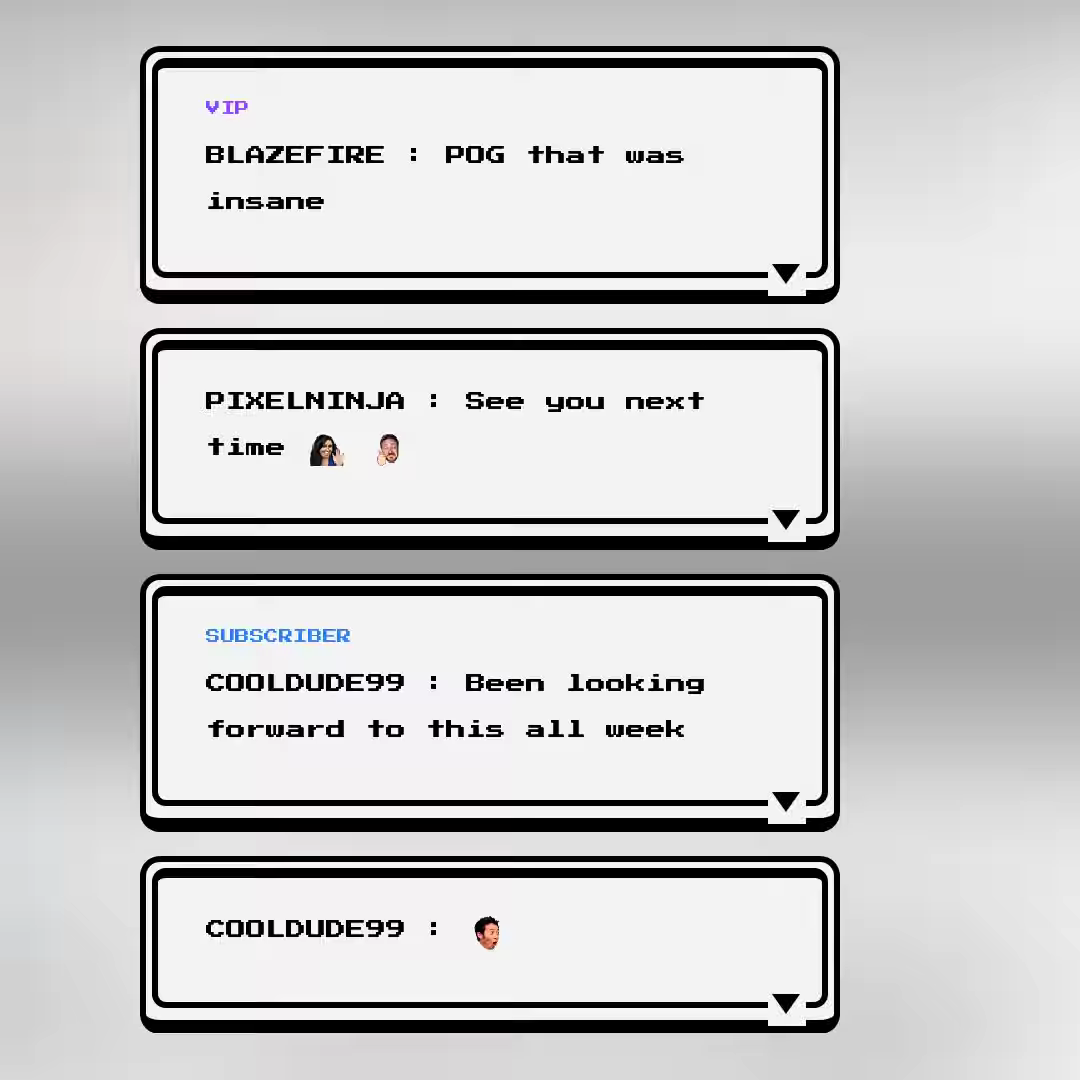 VIP
BLAZEFIRE : POG that was
insane
PIXELNINJA : See you next
time
SUBSCRIBER
COOLDUDE99 : Been looking
forward to this all week
COOLDUDE99 :